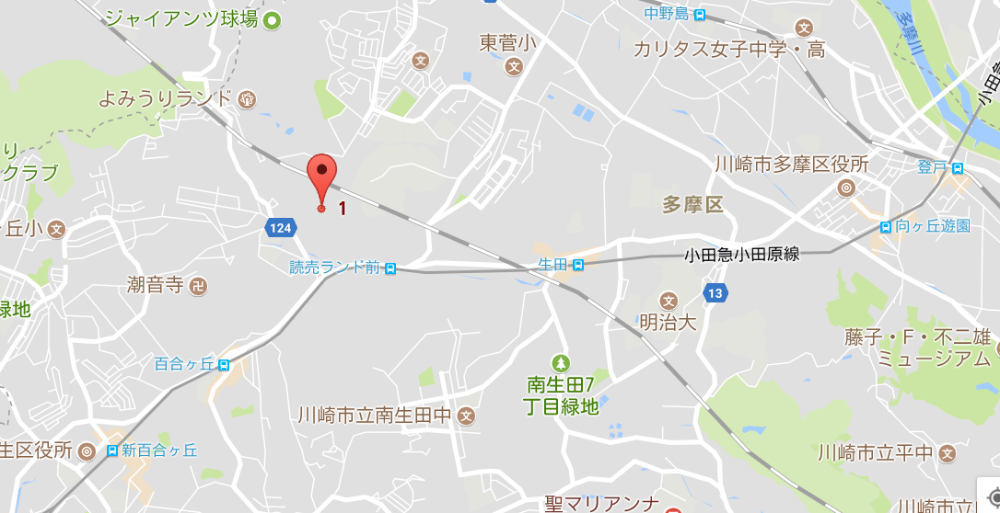 ジャイアンツ球場
中野島
多摩川
東菅小
カリタス女子中学・高
小田急
よみうりランド
り
クラブ
川崎市多摩区役所
登戸
1
多摩区
丘小
124
向ヶ丘遊園
小田急小田原線
読売ランド前
生田
潮音寺
13
緑地
明治大
藤子・F・不二雄
ミュージアム
百合ヶ丘
南生田7
丁目緑地
川崎市立南生田中
生区役所
新百合ヶ丘
川崎市立平中
聖マリアンナ
川崎市立